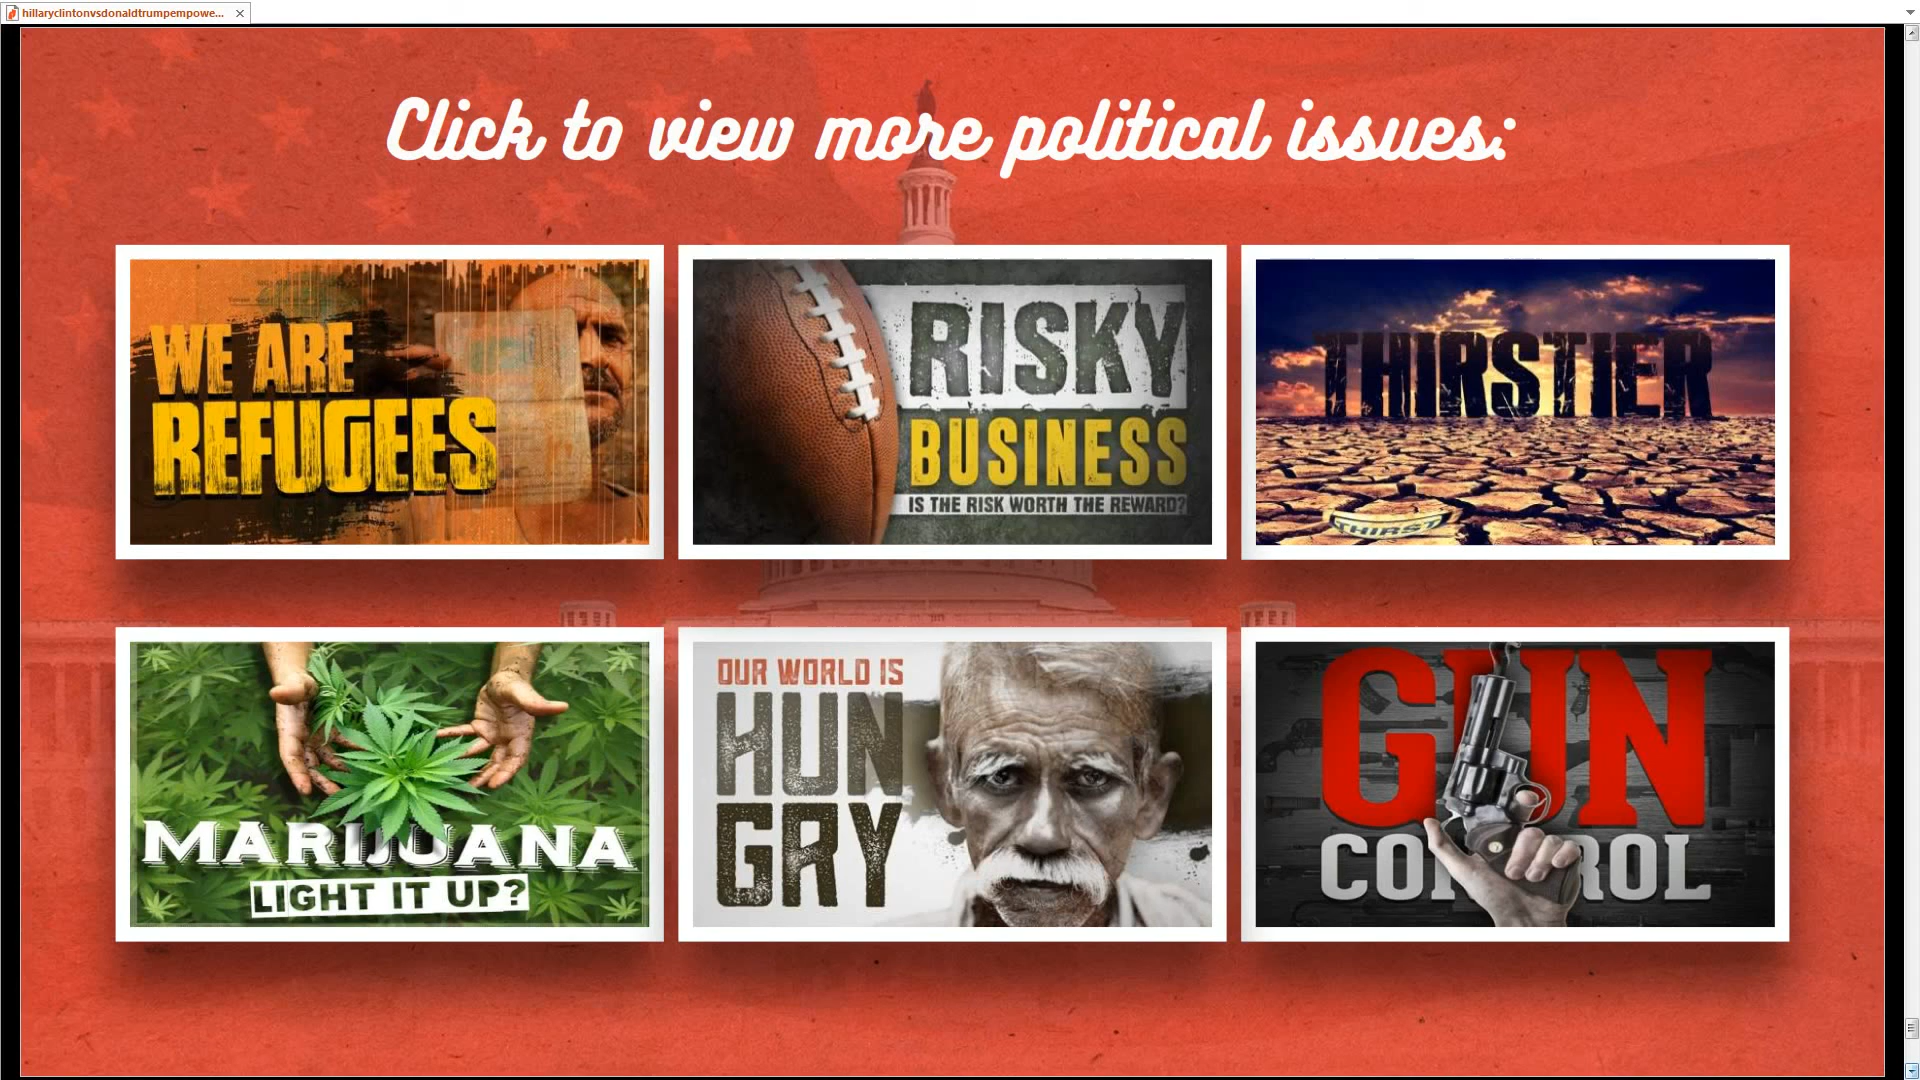 hillaryclintonvsdonaldtrumpempowe...
Click to view more political issues:
WE ARE
REFUGEES
RISKY
BUSINESS
IS THE RISK WORTH THE REWARD?
THIRSTIER
THIRST
MARIJUANA
LIGHT IT UP?
OUR WORLD IS
HUN
GRY
GUN
CONTROL